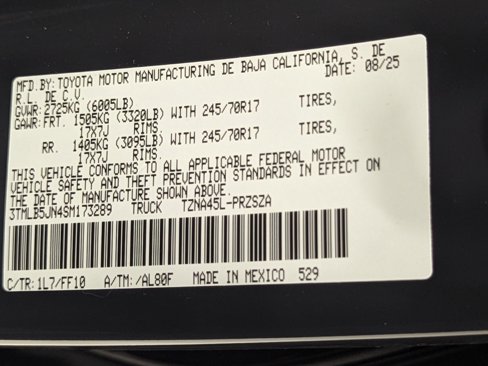 MFD.BY: TOYOTA MOTOR MANUFACTURING DE BAJA CALIFORNIA, S. DE
R.L. DE C.V. DATE: 08/25
GVWR: 2725KG (6005LB)
GAWR: FRT. 1505KG (3320LB) WITH 245/70R17 TIRES,
17X7J RIMS.
RR. 1405KG (3095LB) WITH 245/70R17 TIRES,
17X7J RIMS.
THIS VEHICLE CONFORMS TO ALL APPLICABLE FEDERAL MOTOR
VEHICLE SAFETY AND THEFT PREVENTION STANDARDS IN EFFECT ON
THE DATE OF MANUFACTURE SHOWN ABOVE.
3TMLB5JN4SM173289 TRUCK TZNA45L-PRZSZA
C/TR: 1L7/FF10 A/TM: /AL80F MADE IN MEXICO 529